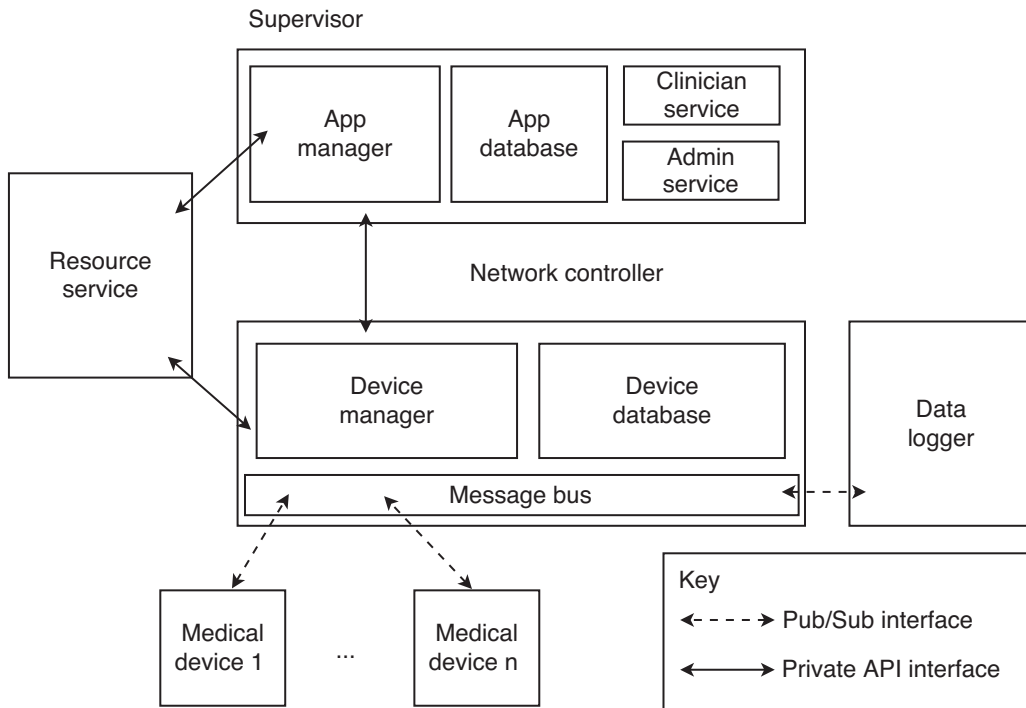 Supervisor
App
manager
App
database
Clinician
service
Admin
service
Resource
service
Network controller
Device
manager
Device
database
Data
logger
Message bus
Medical
device 1
...
Medical
device n
Key
Pub/Sub interface
Private API interface